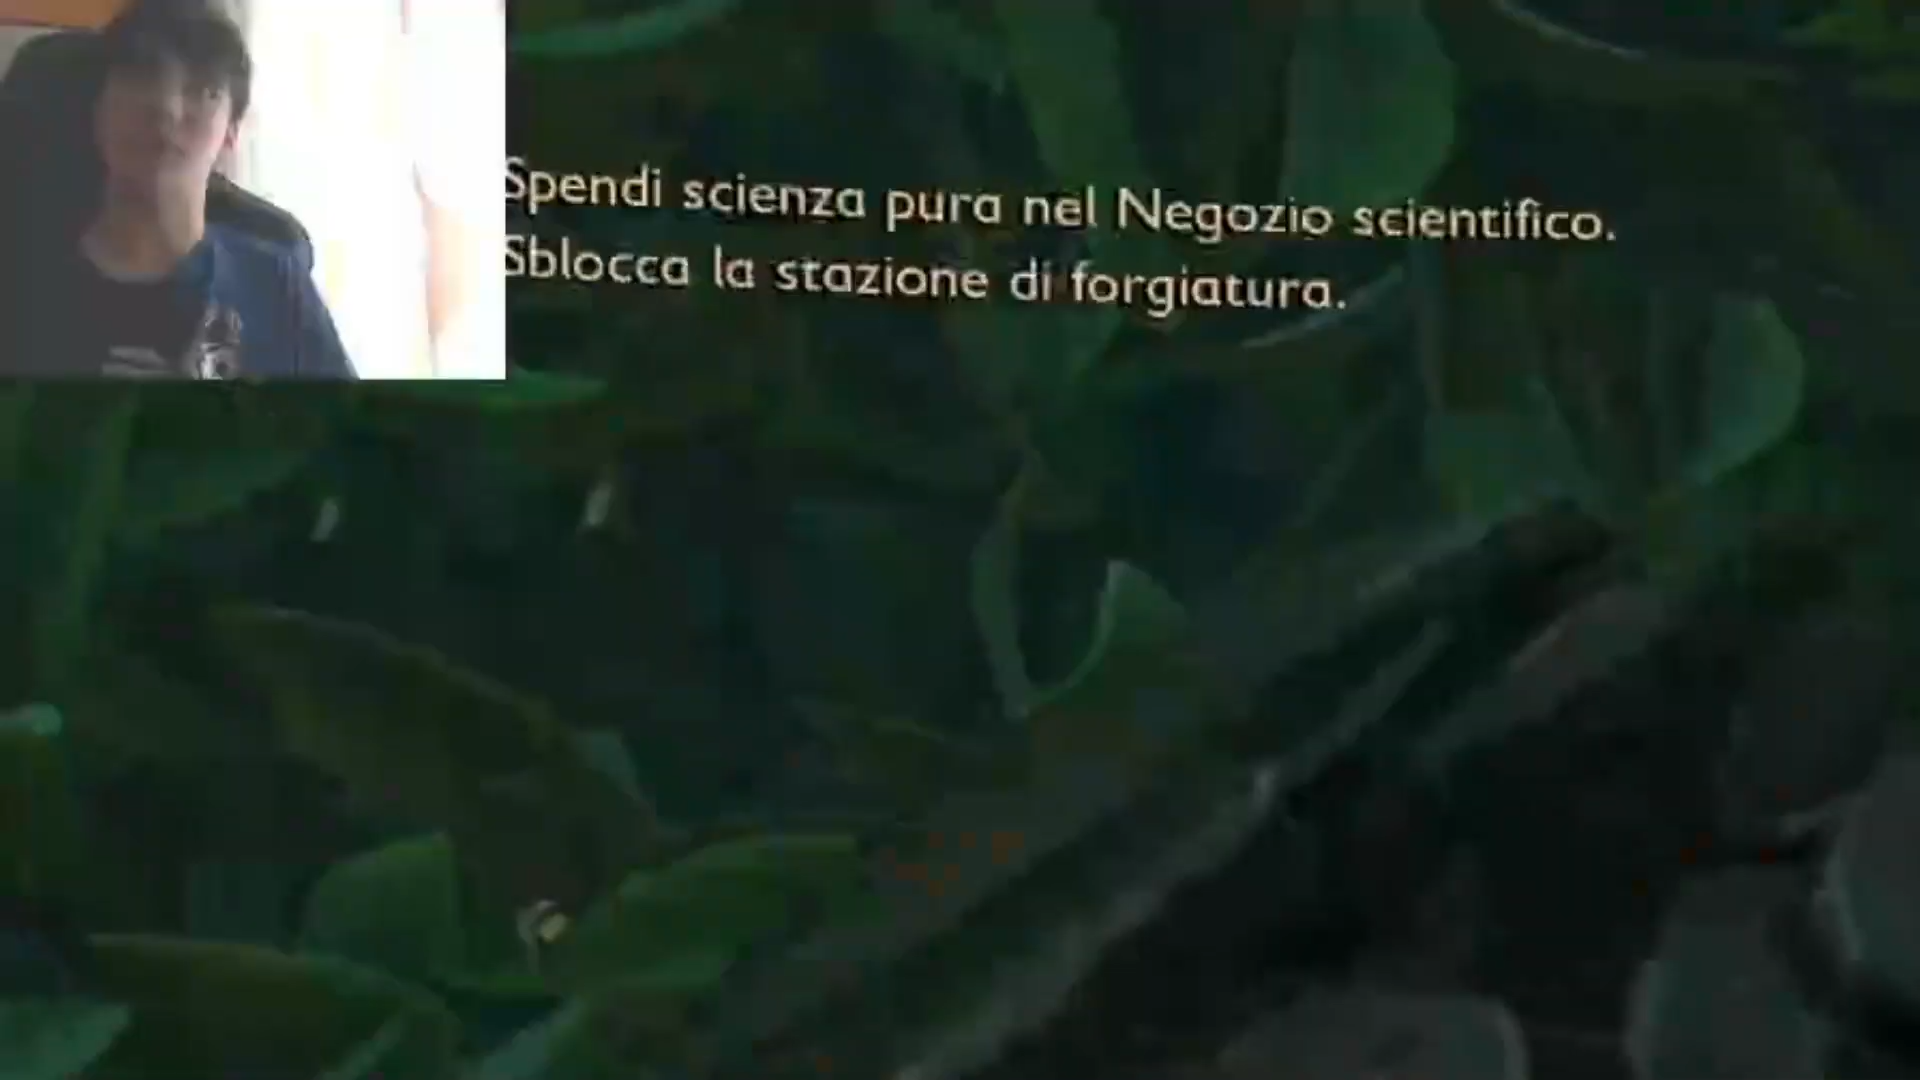 Spendi scienza pura nel Negozio scientifico.
Sblocca la stazione di forgiatura.